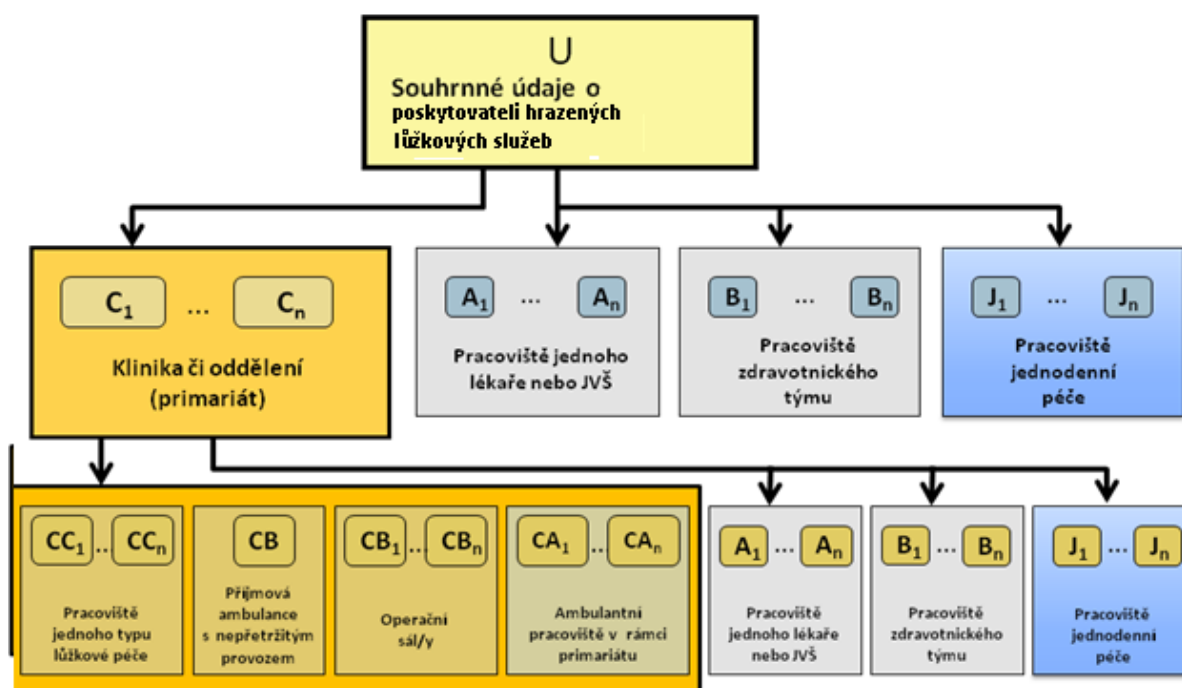 U
Souhrnné údaje o
poskytovateli hrazených
lůžkových služeb
C1 ... Cn
Klinika či oddělení
(primariát)
A1 ... An
Pracoviště jednoho
lékaře nebo JVŠ
B1 ... Bn
Pracoviště
zdravotnického
týmu
J1 ... Jn
Pracoviště
jednodenní
péče
CC1 ... CCn
Pracoviště
jednoho typu
lůžkové péče
CB
Příjmová
ambulance
s nepřetržitým
provozem
CB1 ... CBn
Operační
sál/y
CA1 ... CAn
Ambulantní
pracoviště v rámci
primariátu
A1 ... An
Pracoviště
jednoho lékaře
nebo JVŠ
B1 ... Bn
Pracoviště
zdravotnického
týmu
J1 ... Jn
Pracoviště
jednodenní
péče